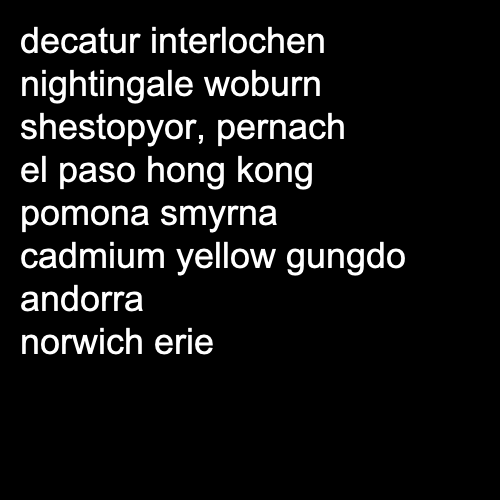 decatur interlochen
nightingale woburn
shestopyor, pernach
el paso hong kong
pomona smyrna
cadmium yellow gungdo
andorra
norwich erie